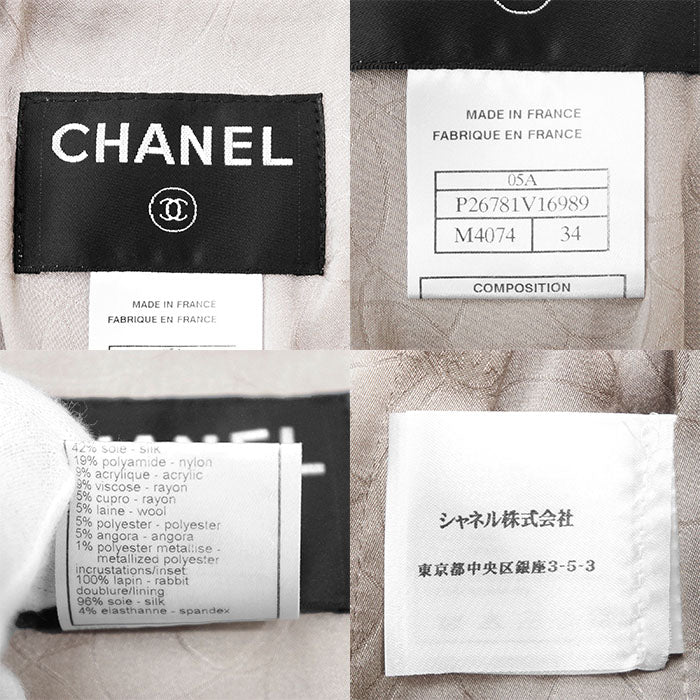 CHANEL
MADE IN FRANCE
FABRIQUE EN FRANCE
MADE IN FRANCE
FABRIQUE EN FRANCE
05A
P26781V16989
M4074 34
COMPOSITION
CHANEL
42% soie - silk
19% polyamide - nylon
9% acrylique - acrylic
9% viscose - rayon
5% cupro - rayon
5% laine - wool
5% polyester - polyester
5% angora - angora
1% polyester métallisé -
metallized polyester
incrustations/inset:
100% lapin - rabbit
doublure/lining
96% soie - silk
4% elasthanne - spandex
シャネル株式会社
東京都中央区銀座3-5-3